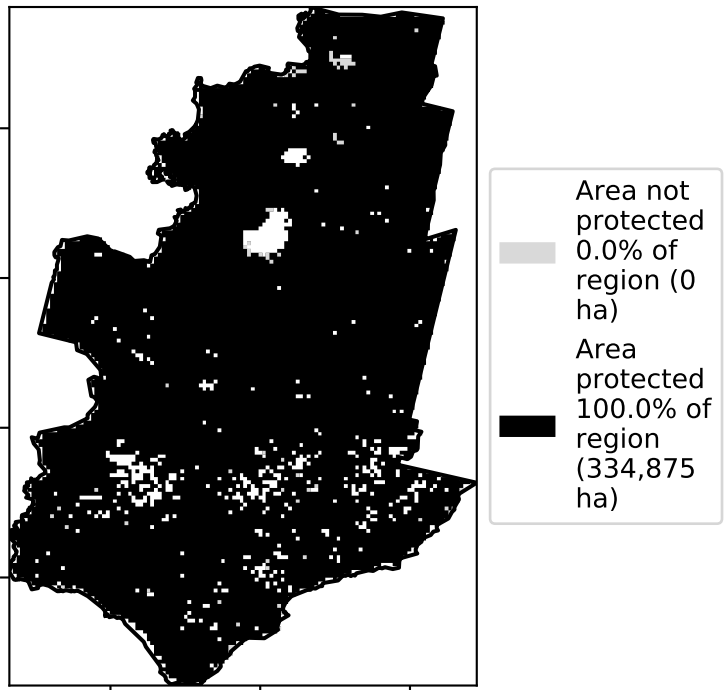 Area not
protected
0.0% of
region (0
ha)
Area
protected
100.0% of
region
(334,875
ha)